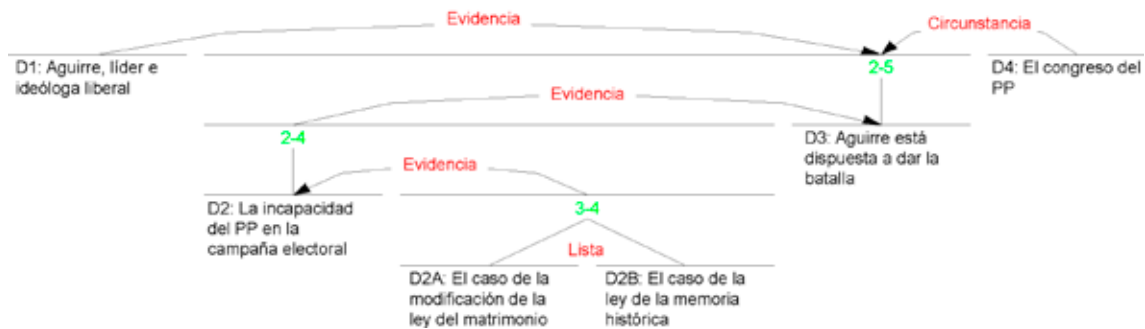 Evidencia
Circunstancia
D1: Aguirre, líder e
ideóloga liberal
2-5
D4: El congreso del
PP
Evidencia
2-4
D3: Aguirre está
dispuesta a dar la
batalla
Evidencia
D2: La incapacidad
del PP en la
campaña electoral
3-4
Lista
D2A: El caso de la
modificación de la
ley del matrimonio
D2B: El caso de la
ley de la memoria
histórica